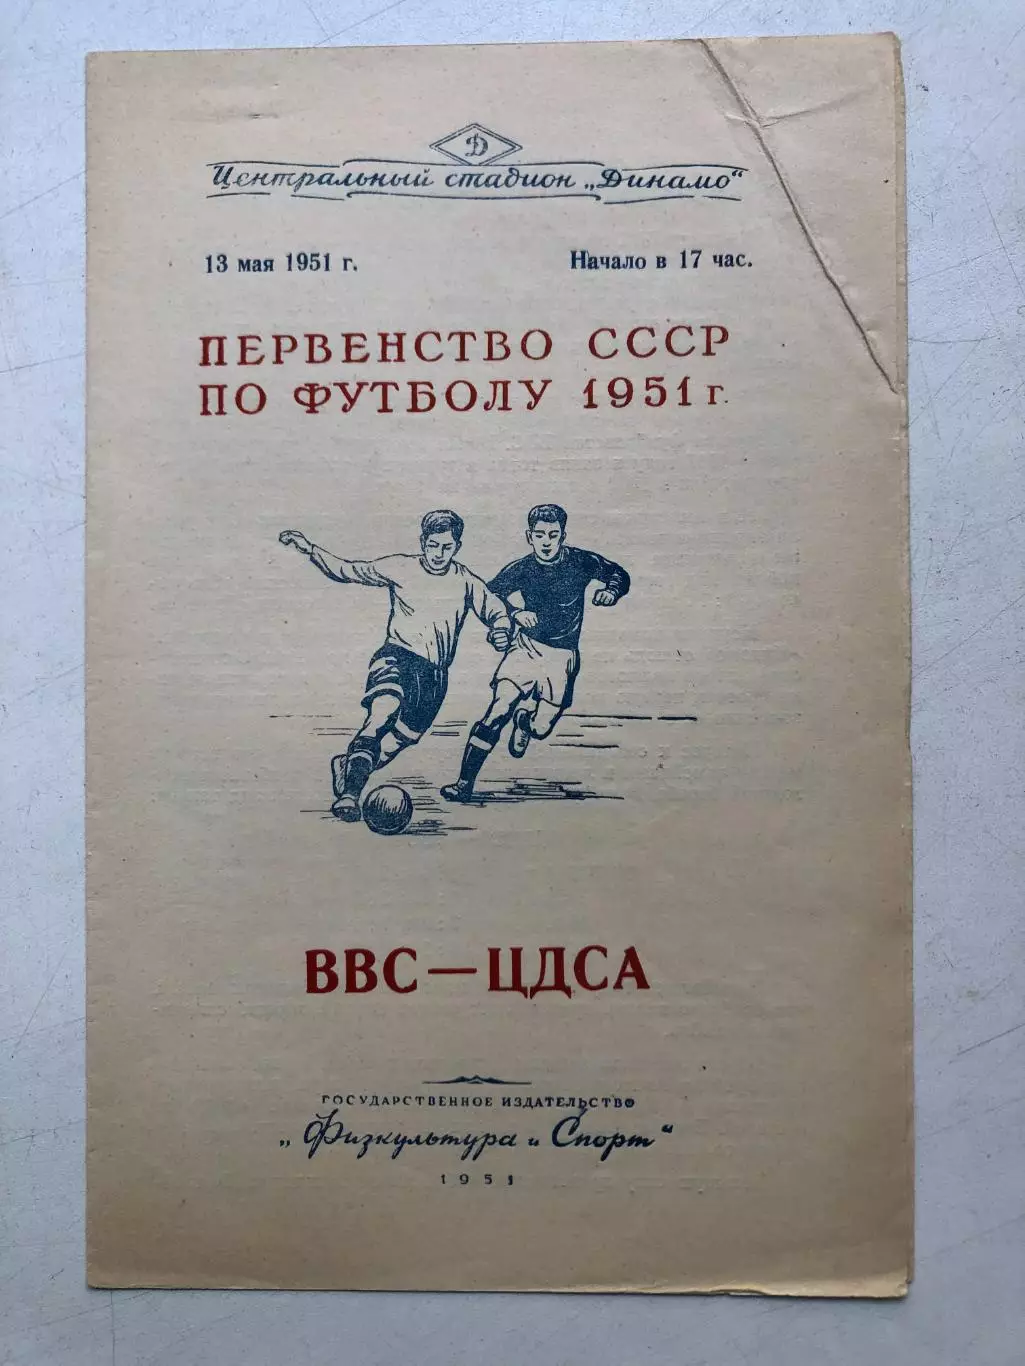 Д
Центральный стадион „Динамо“
13 мая 1951 г. Начало в 17 час.
ПЕРВЕНСТВО СССР
ПО ФУТБОЛУ 1951 г.
ВВС — ЦДСА
ГОСУДАРСТВЕННОЕ ИЗДАТЕЛЬСТВО
„Физкультура и Спорт“
1951